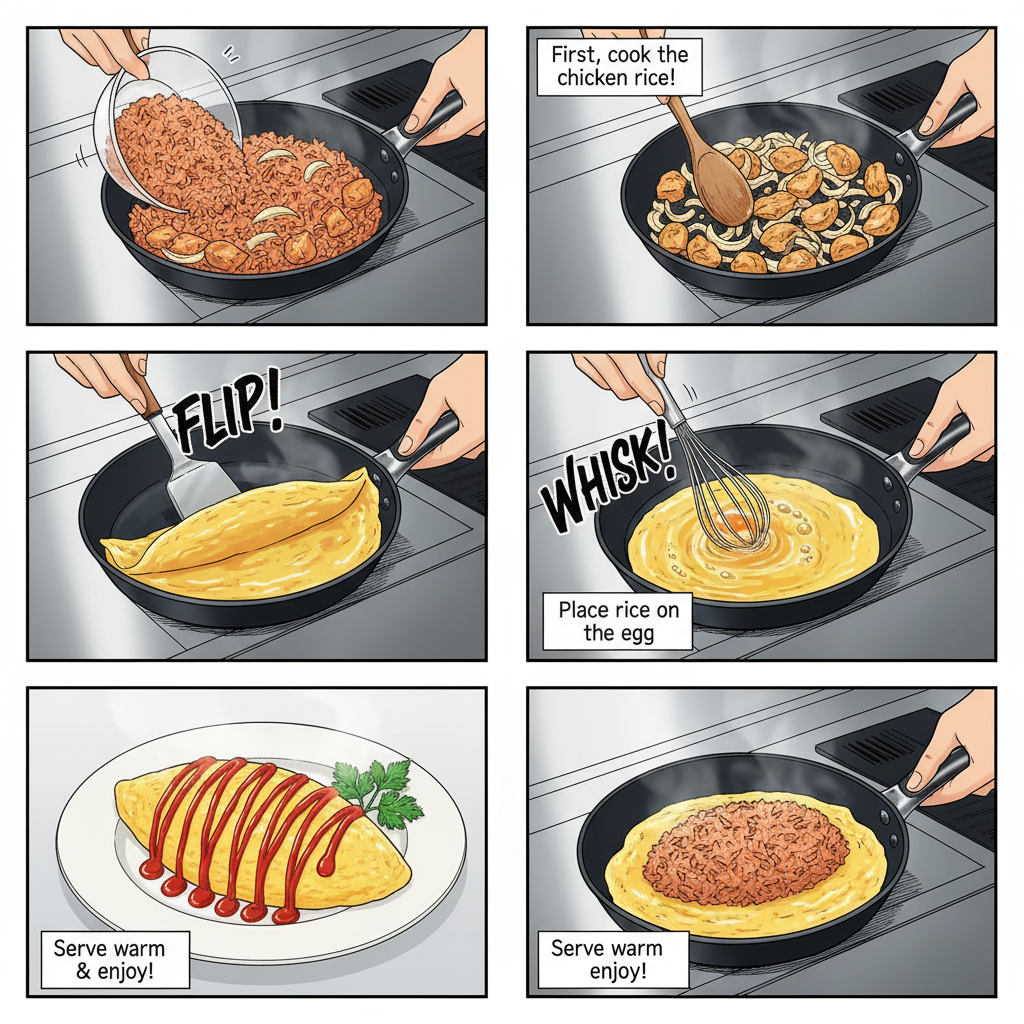 First, cook the
chicken rice!
FLIP!
WHISK!
Place rice on
the egg
Serve warm
& enjoy!
Serve warm
enjoy!